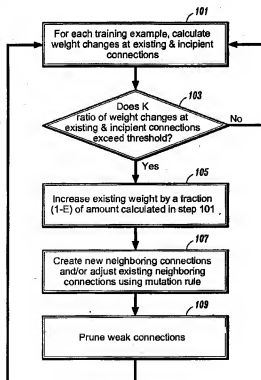 101
For each training example, calculate
weight changes at existing & incipient
connections
103
Does K
ratio of weight changes at
existing & incipient connections
exceed threshold?
No
Yes
105
Increase existing weight by a fraction
(1-E) of amount calculated in step 101
107
Create new neighboring connections
and/or adjust existing neighboring
connections using mutation rule
109
Prune weak connections